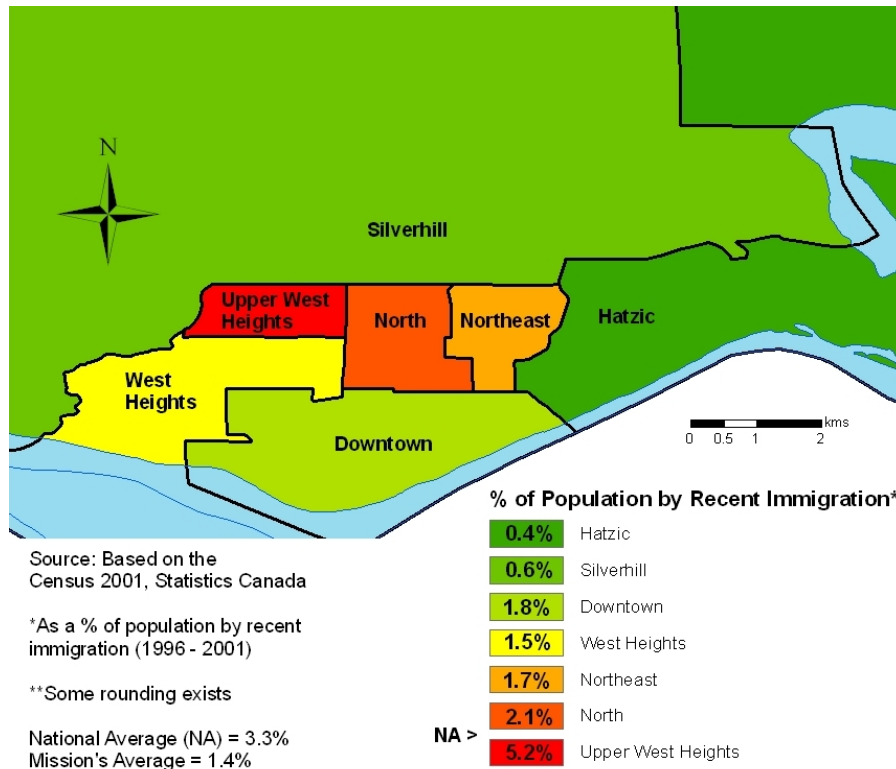 N
Silverhill
Upper West
Heights
North
Northeast
Hatzic
West
Heights
Downtown
kms
0 0.5 1 2
% of Population by Recent Immigration*
0.4% Hatzic
0.6% Silverhill
1.8% Downtown
1.5% West Heights
1.7% Northeast
2.1% North
NA >
5.2% Upper West Heights
Source: Based on the
Census 2001, Statistics Canada
*As a % of population by recent
immigration (1996 - 2001)
**Some rounding exists
National Average (NA) = 3.3%
Mission's Average = 1.4%